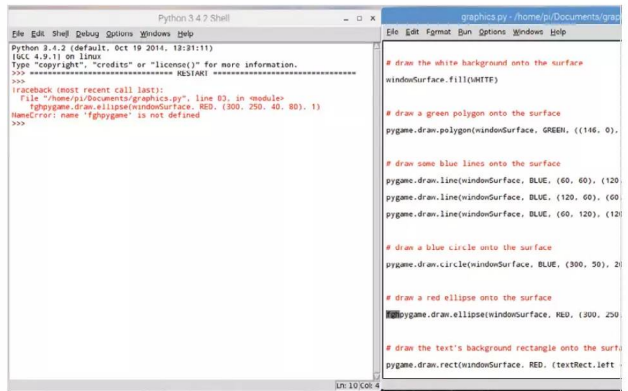 Python 3.4.2 Shell
File Edit Shell Debug Options Windows Help
Python 3.4.2 (default, Oct 19 2014, 13:31:11)
[GCC 4.9.1] on linux
Type "copyright", "credits" or "license()" for more information.
>>> ================================ RESTART ================================
>>>
Traceback (most recent call last):
File "/home/pi/Documents/graphics.py", line 83, in <module>
fghpygame.draw.ellipse(windowSurface, RED, (300, 250, 40, 80), 1)
NameError: name 'fghpygame' is not defined
>>>
Ln: 10 Col: 4
graphics.py - /home/pi/Documents/grap
File Edit Format Run Options Windows Help
# draw the white background onto the surface
windowSurface.fill(WHITE)
# draw a green polygon onto the surface
pygame.draw.polygon(windowSurface, GREEN, ((146, 0),
# draw some blue lines onto the surface
pygame.draw.line(windowSurface, BLUE, (60, 60), (120
pygame.draw.line(windowSurface, BLUE, (120, 60), (60
pygame.draw.line(windowSurface, BLUE, (60, 120), (120
# draw a blue circle onto the surface
pygame.draw.circle(windowSurface, BLUE, (300, 50), 20
# draw a red ellipse onto the surface
fghpygame.draw.ellipse(windowSurface, RED, (300, 250
# draw the text's background rectangle onto the surfa
pygame.draw.rect(windowSurface, RED, (textRect.left